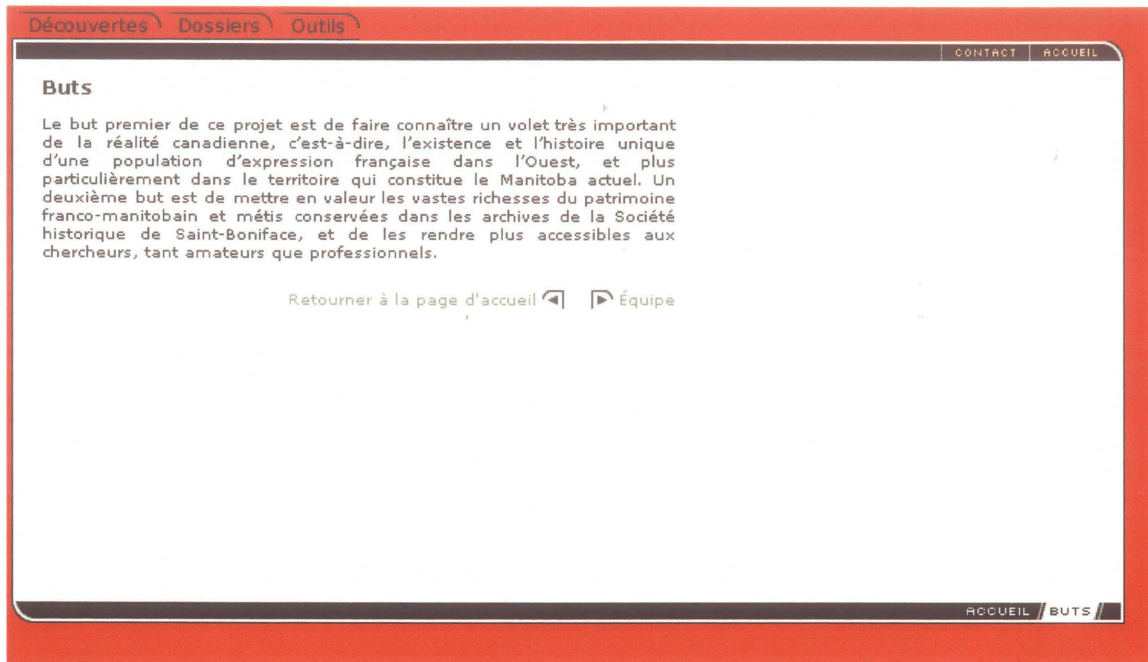 Découvertes Dossiers Outils
CONTACT ACCUEIL
Buts
Le but premier de ce projet est de faire connaître un volet très important
de la réalité canadienne, c'est-à-dire, l'existence et l'histoire unique
d'une population d'expression française dans l'Ouest, et plus
particulièrement dans le territoire qui constitue le Manitoba actuel. Un
deuxième but est de mettre en valeur les vastes richesses du patrimoine
franco-manitobain et métis conservées dans les archives de la Société
historique de Saint-Boniface, et de les rendre plus accessibles aux
chercheurs, tant amateurs que professionnels.
Retourner à la page d'accueil Équipe
ACCUEIL BUTS